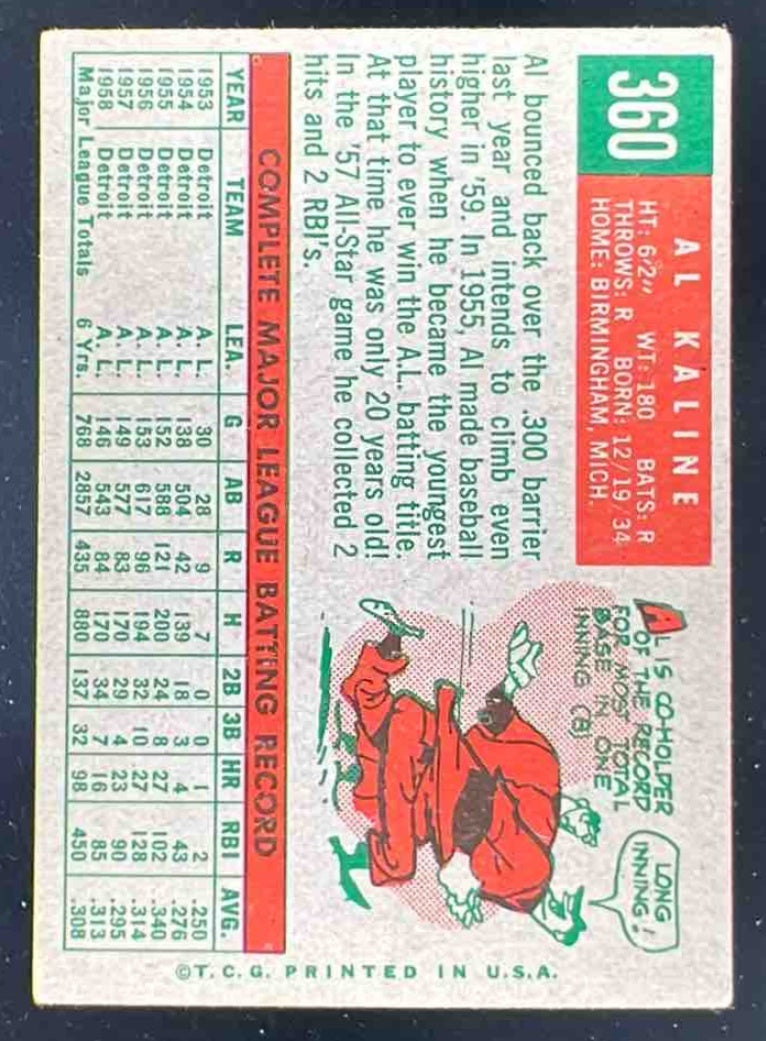 360
AL KALINE
HT: 6'2" WT: 180 BATS: R
THROWS: R BORN: 12/19/34
HOME: BIRMINGHAM, MICH.
Al bounced back over the .300 barrier
last year and intends to climb even
higher in '59. In 1955, Al made baseball
history when he became the youngest
player to ever win the A.L. batting title.
At that time he was only 20 years old!
In the '57 All-Star game he collected 2
hits and 2 RBI's.
AL IS CO-HOLDER
OF THE RECORD
FOR MOST TOTAL
BASE IN ONE
INNING (8)
LONG
INNING!
COMPLETE MAJOR LEAGUE BATTING RECORD
YEAR TEAM LEA. G AB R H 2B 3B HR RBI AVG.
1953 Detroit A. L. 30 28 9 7 0 0 1 2 .250
1954 Detroit A. L. 138 504 42 139 18 3 4 43 .276
1955 Detroit A. L. 152 588 121 200 24 8 27 102 .340
1956 Detroit A. L. 153 617 96 194 32 10 27 128 .314
1957 Detroit A. L. 149 577 83 170 29 4 23 90 .295
1958 Detroit A. L. 146 543 84 170 34 7 16 85 .313
Major League Totals 6 Yrs. 768 2857 435 880 137 32 98 450 .308
©T.C.G. PRINTED IN U.S.A.